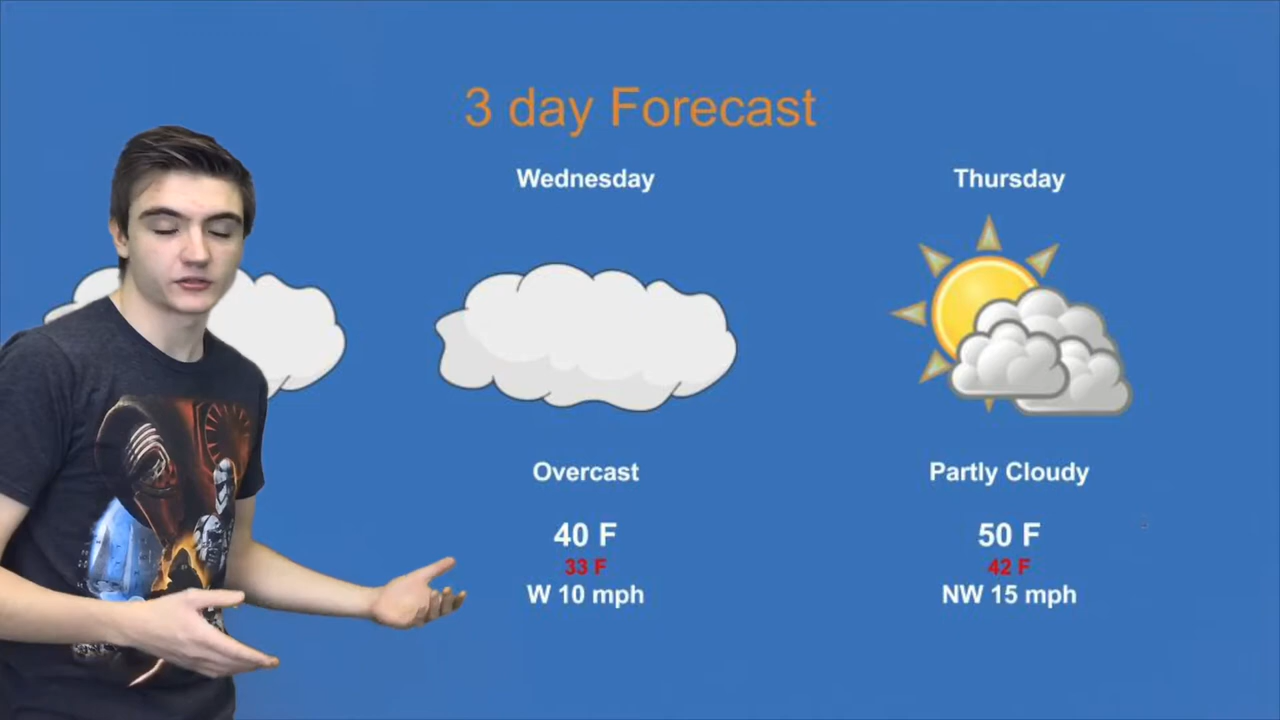 3 day Forecast
Wednesday
Thursday
Overcast
Partly Cloudy
40 F
50 F
33 F
42 F
W 10 mph
NW 15 mph